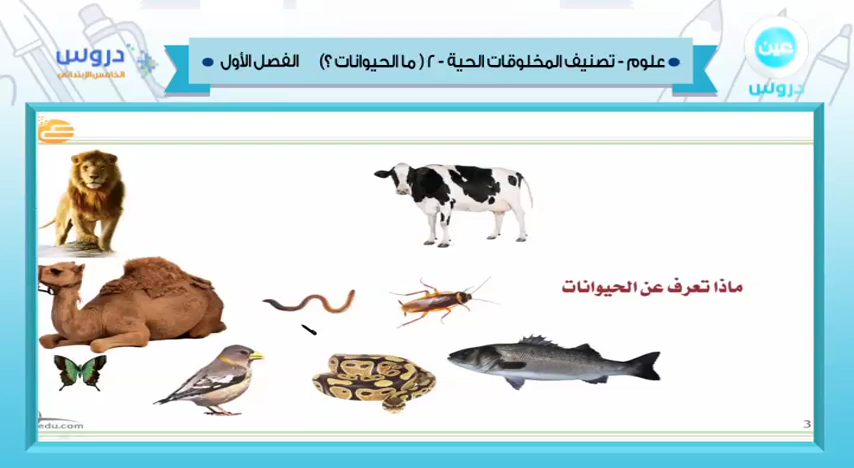 عين
دروس
علوم - تصنيف المخلوقات الحية - ٢ ( ما الحيوانات ؟) الفصل الأول
دروس
الخامس الابتدائي
ماذا تعرف عن الحيوانات
edu.com
3